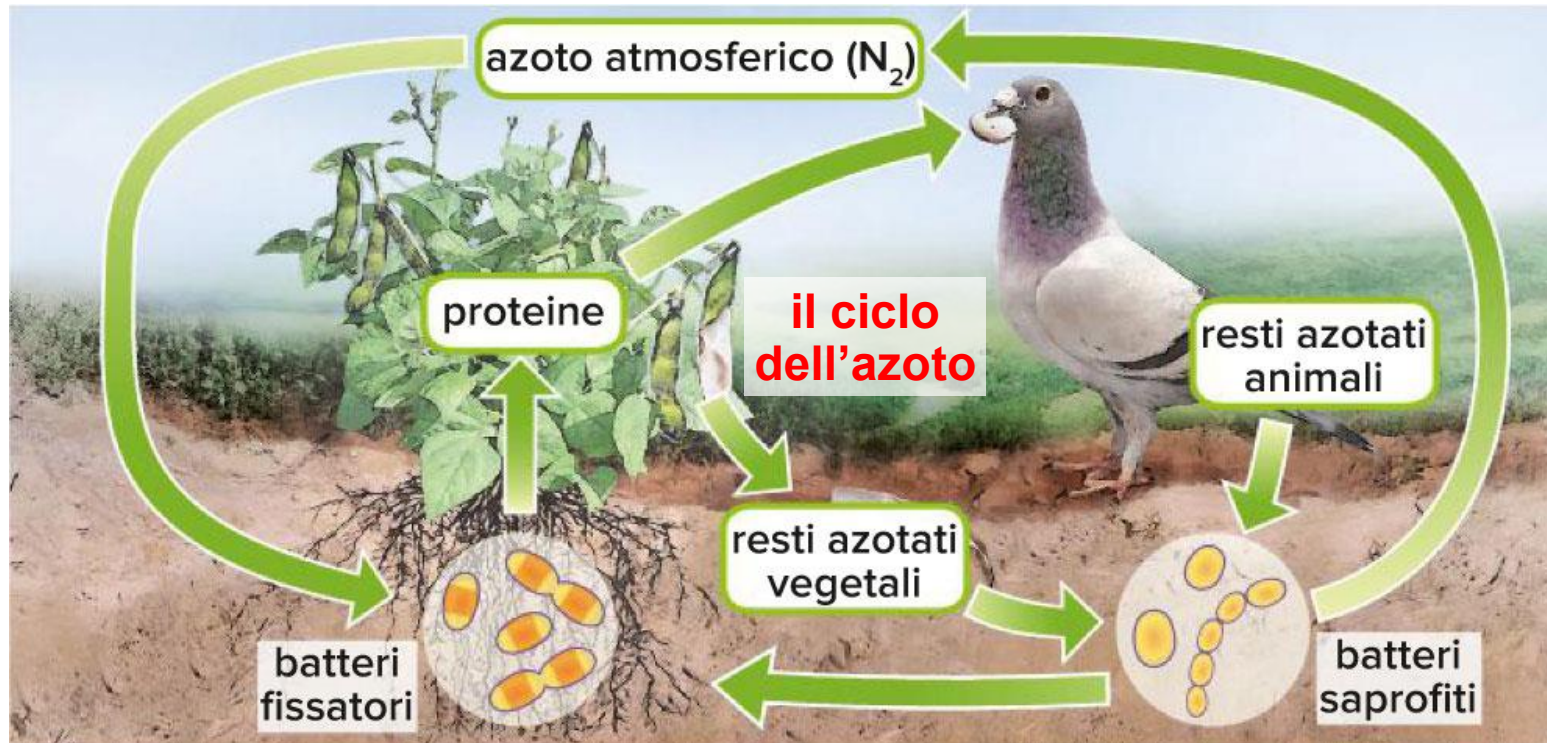 azoto atmosferico (N₂)
proteine
il ciclo
dell’azoto
resti azotati
animali
resti azotati
vegetali
batteri
fissatori
batteri
saprofiti